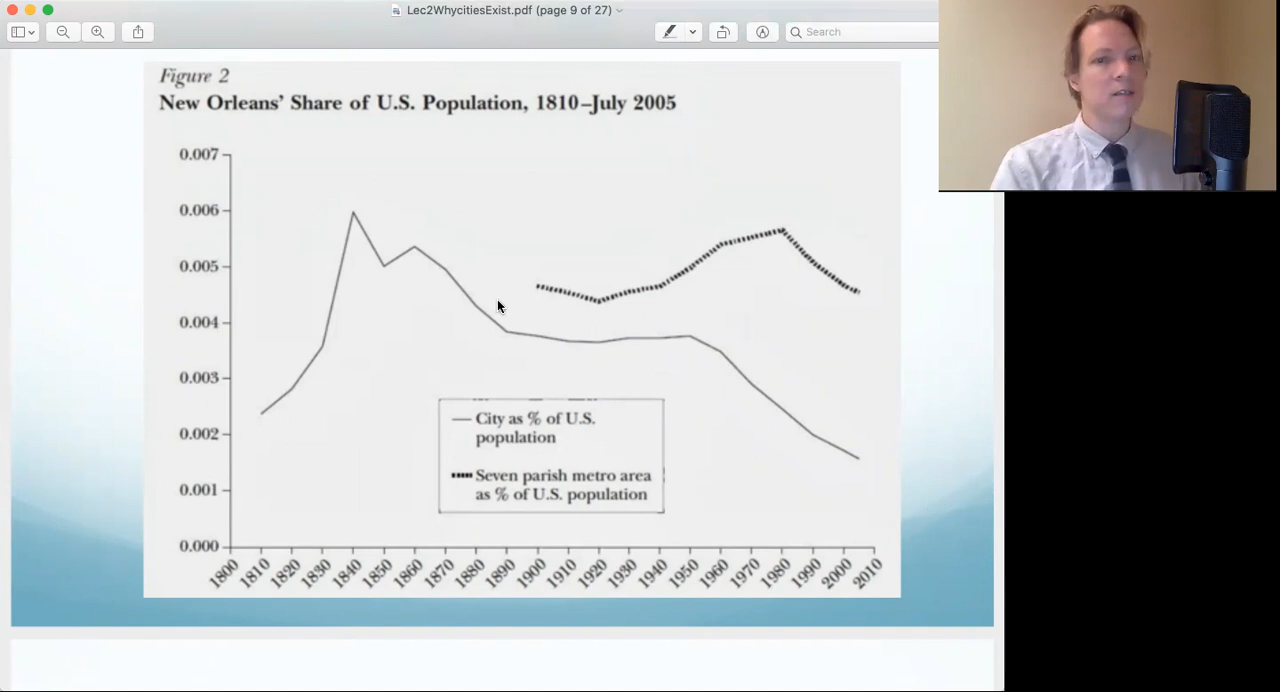 Lec2WhycitiesExist.pdf (page 9 of 27)
Search
Figure 2
New Orleans' Share of U.S. Population, 1810–July 2005
0.007
0.006
0.005
0.004
0.003
0.002
0.001
0.000
City as % of U.S.
population
Seven parish metro area
as % of U.S. population
1800 1810 1820 1830 1840 1850 1860 1870 1880 1890 1900 1910 1920 1930 1940 1950 1960 1970 1980 1990 2000 2010